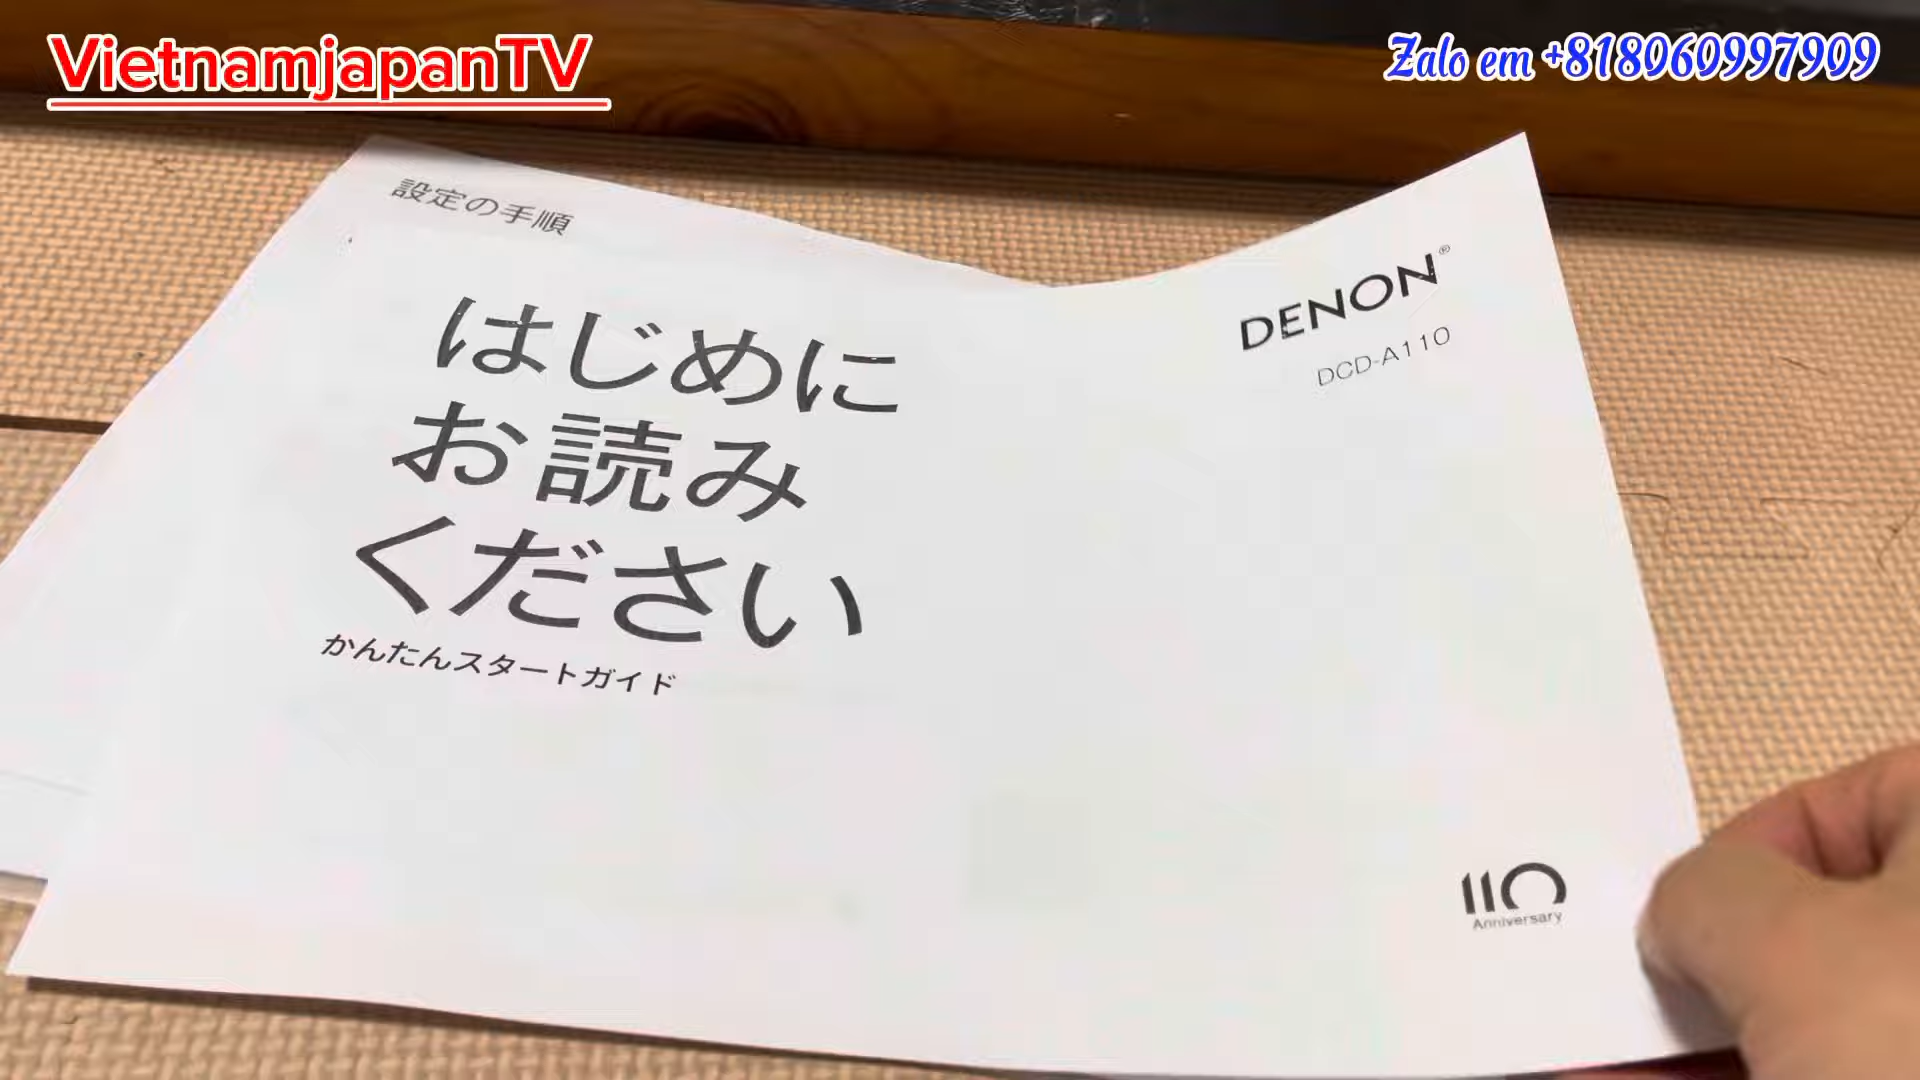 VietnamjapanTV
Zalo em +818060997909
設定の手順
はじめに
お読み
ください
かんたんスタートガイド
DENON®
DCD-A110
110
Anniversary